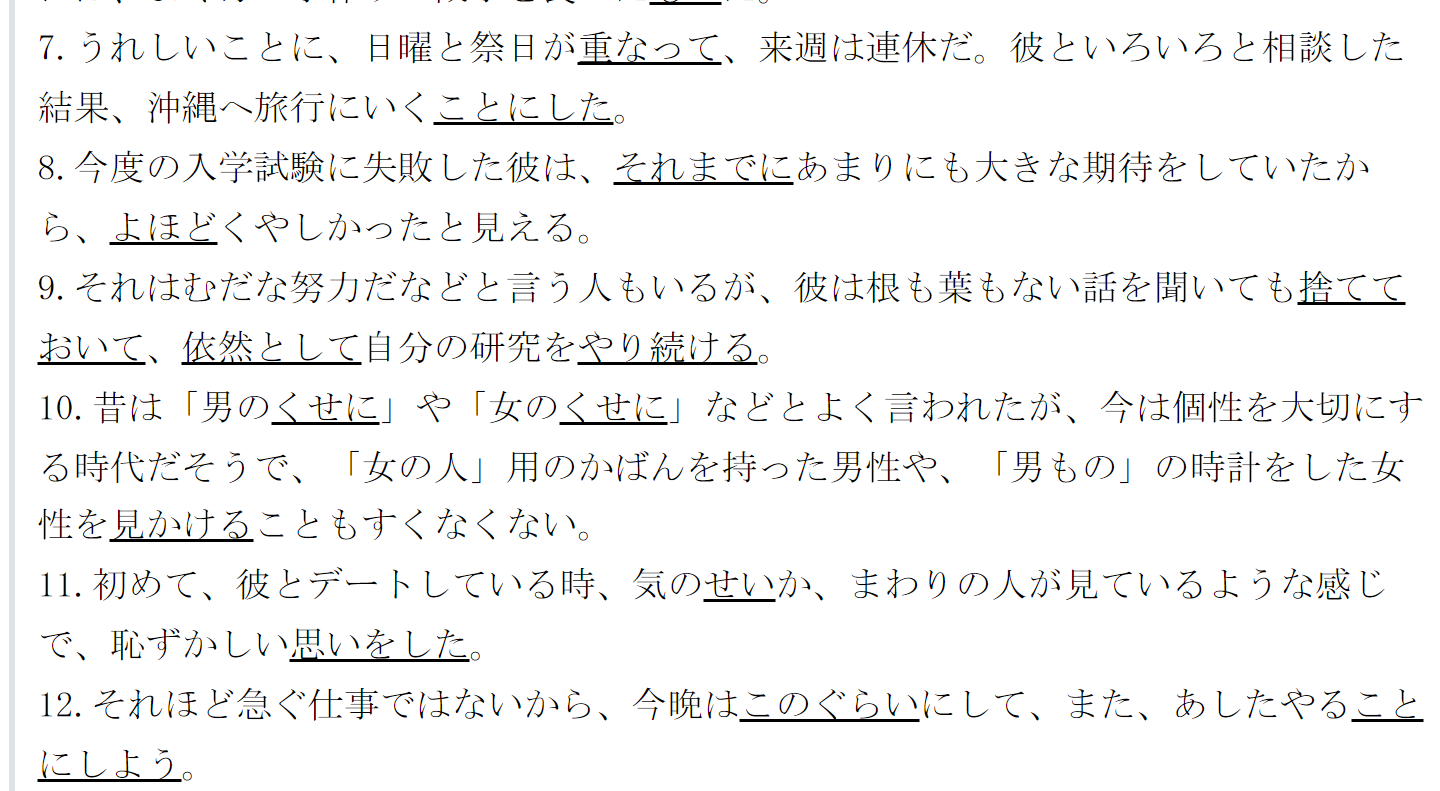 7.うれしいことに、日曜と祭日が重なって、来週は連休だ。彼といろいろと相談した
結果、沖縄へ旅行にいくことにした。
8.今度の入学試験に失敗した彼は、それまでにあまりにも大きな期待をしていたか
ら、よほどくやしかったと見える。
9.それはむだな努力だなどと言う人もいるが、彼は根も葉もない話を聞いても捨てて
おいて、依然として自分の研究をやり続ける。
10.昔は「男のくせに」や「女のくせに」などとよく言われたが、今は個性を大切にす
る時代だそうで、「女の人」用のかばんを持った男性や、「男もの」の時計をした女
性を見かけることもすくなくない。
11.初めて、彼とデートしている時、気のせいか、まわりの人が見ているような感じ
で、恥ずかしい思いをした。
12.それほど急ぐ仕事ではないから、今晩はこのぐらいにして、また、あしたやること
にしよう。